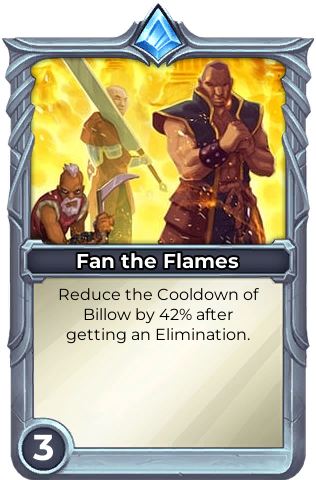 Fan the Flames
Reduce the Cooldown of
Billow by 42% after
getting an Elimination.
3